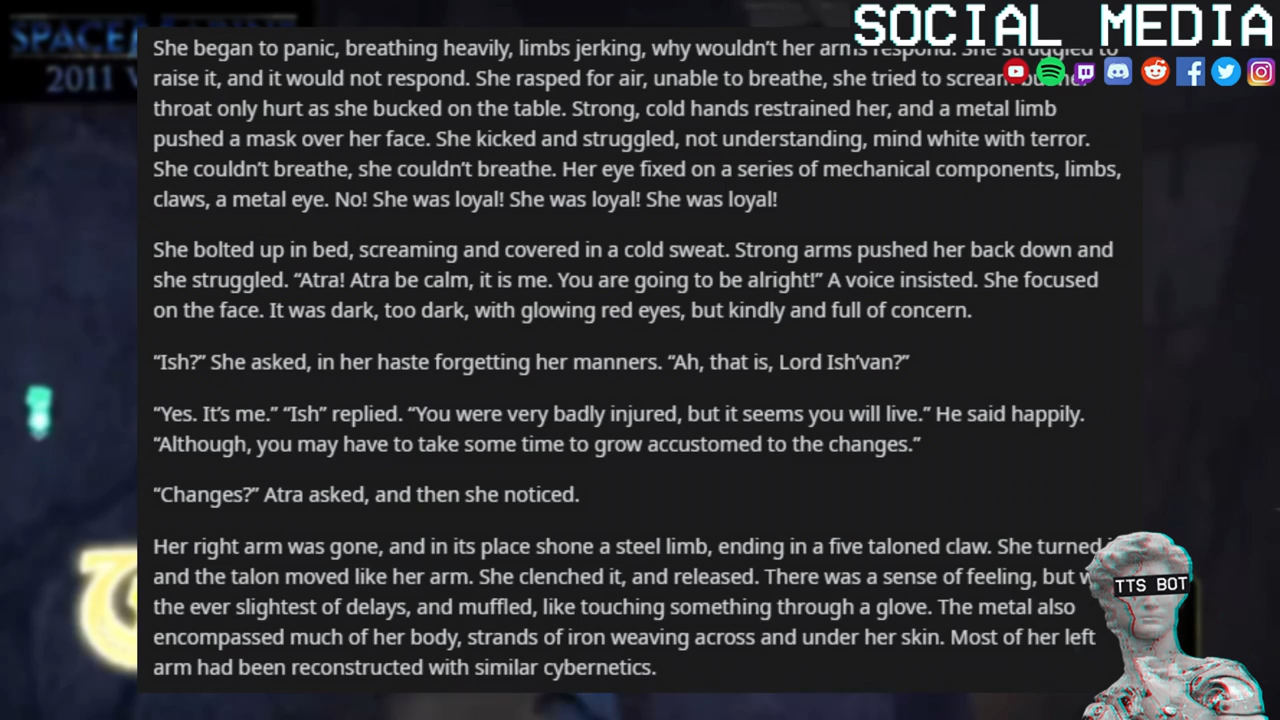 SOCIAL MEDIA
SPACE MARINE
2011 V
She began to panic, breathing heavily, limbs jerking, why wouldn’t her arms respond. She struggled to
raise it, and it would not respond. She rasped for air, unable to breathe, she tried to scream but her
throat only hurt as she bucked on the table. Strong, cold hands restrained her, and a metal limb
pushed a mask over her face. She kicked and struggled, not understanding, mind white with terror.
She couldn’t breathe, she couldn’t breathe. Her eye fixed on a series of mechanical components, limbs,
claws, a metal eye. No! She was loyal! She was loyal! She was loyal!
She bolted up in bed, screaming and covered in a cold sweat. Strong arms pushed her back down and
she struggled. “Atra! Atra be calm, it is me. You are going to be alright!” A voice insisted. She focused
on the face. It was dark, too dark, with glowing red eyes, but kindly and full of concern.
“Ish?” She asked, in her haste forgetting her manners. “Ah, that is, Lord Ish’van?”
“Yes. It’s me.” “Ish” replied. “You were very badly injured, but it seems you will live.” He said happily.
“Although, you may have to take some time to grow accustomed to the changes.”
“Changes?” Atra asked, and then she noticed.
Her right arm was gone, and in its place shone a steel limb, ending in a five taloned claw. She turned
and the talon moved like her arm. She clenched it, and released. There was a sense of feeling, but
the ever slightest of delays, and muffled, like touching something through a glove. The metal also
encompassed much of her body, strands of iron weaving across and under her skin. Most of her left
arm had been reconstructed with similar cybernetics.
TTS BOT